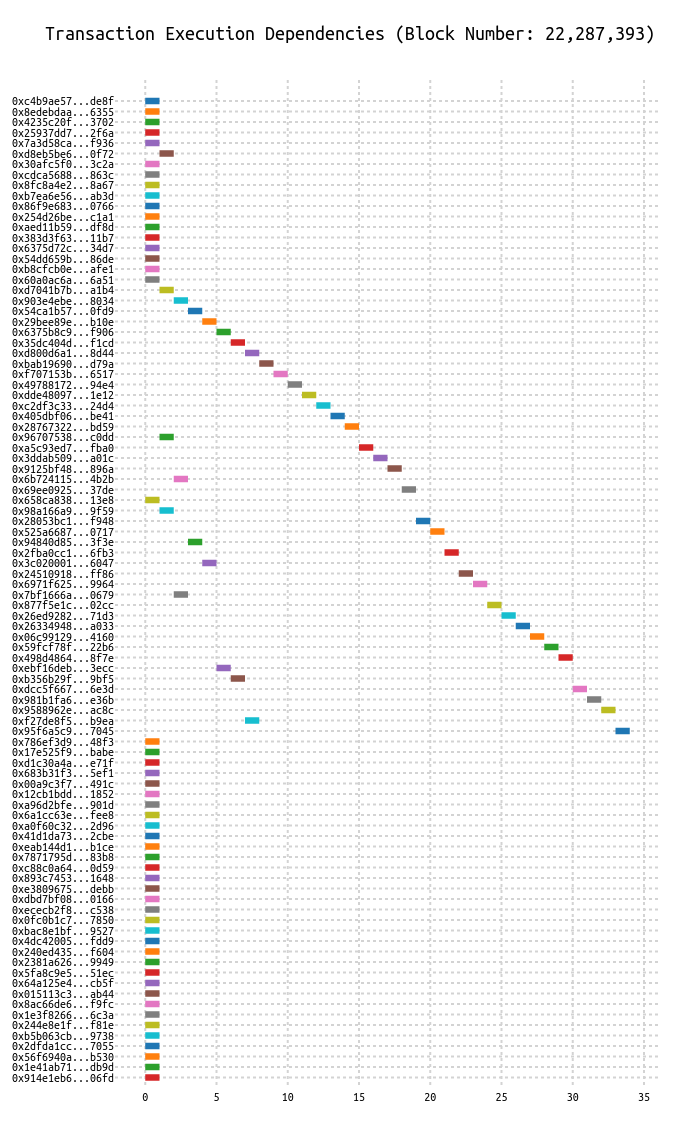 Transaction Execution Dependencies (Block Number: 22,287,393)
0xc4b9ae57...de8f
0x8edebdaa...6355
0x4235c20f...3702
0x25937dd7...2f6a
0x7a3d58ca...f936
0xd8eb5be6...0f72
0x30afc5f0...3c2a
0xcdca5688...863c
0x8fc8a4e2...8a67
0xb7ea6e56...ab3d
0x86f9e683...0766
0x254d26be...c1a1
0xaed11b59...df8d
0x383d3f63...11b7
0x6375d72c...34d7
0x54dd659b...86de
0xb8cfcb0e...afe1
0x60a0ac6a...6a51
0xd7041b7b...a1b4
0x903e4ebe...8034
0x54ca1b57...0fd9
0x29bee89e...b10e
0x6375b8c9...f906
0x35dc404d...f1cd
0xd800d6a1...8d44
0xbab19690...d79a
0xf707153b...6517
0x49788172...94e4
0xdde48097...1e12
0xc2df3c33...24d4
0x405dbf06...be41
0x28767322...bd59
0x96707538...c0dd
0xa5c93ed7...fba0
0x3ddab509...a01c
0x9125bf48...896a
0x6b724115...4b2b
0x69ee0925...37de
0x658ca838...13e8
0x98a166a9...9f59
0x28053bc1...f948
0x525a6687...0717
0x94840d85...3f3e
0x2fba0cc1...6fb3
0x3c020001...6047
0x24510918...ff86
0x6971f625...9964
0x7bf1666a...0679
0x877f5e1c...02cc
0x26ed9282...71d3
0x26334948...a033
0x06c99129...4160
0x59fcf78f...22b6
0x498d4864...8f7e
0xebf16deb...3ecc
0xb356b29f...9bf5
0xdcc5f667...6e3d
0x981b1fa6...e36b
0x9588962e...ac8c
0xf27de8f5...b9ea
0x95f6a5c9...7045
0x786ef3d9...48f3
0x17e525f9...babe
0xd1c30a4a...e71f
0x683b31f3...5ef1
0x00a9c3f7...491c
0x12cb1bdd...1852
0xa96d2bfe...901d
0x6a1cc63e...fee8
0xa0f60c32...2d96
0x41d1da73...2cbe
0xeab144d1...b1ce
0x7871795d...83b8
0xc88c0a64...0d59
0x893c7453...1648
0xe3809675...debb
0xdbd7bf08...0166
0xececb2f8...c538
0x0fc0b1c7...7850
0xbac8e1bf...9527
0x4dc42005...fdd9
0x240ed435...f604
0x2381a626...9949
0x5fa8c9e5...51ec
0x64a125e4...cb5f
0x015113c3...ab44
0x8ac66de6...f9fc
0x1e3f8266...6c3a
0x244e8e1f...f81e
0xb5b063cb...9738
0x2dfda1cc...7055
0x56f6940a...b530
0x1e41ab71...db9d
0x914e1eb6...06fd
0 5 10 15 20 25 30 35